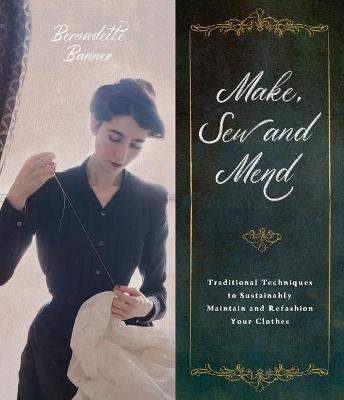 Bernadette
Banner
Make,
Sew and
Mend
Traditional Techniques
to Sustainably
Maintain and Refashion
Your Clothes